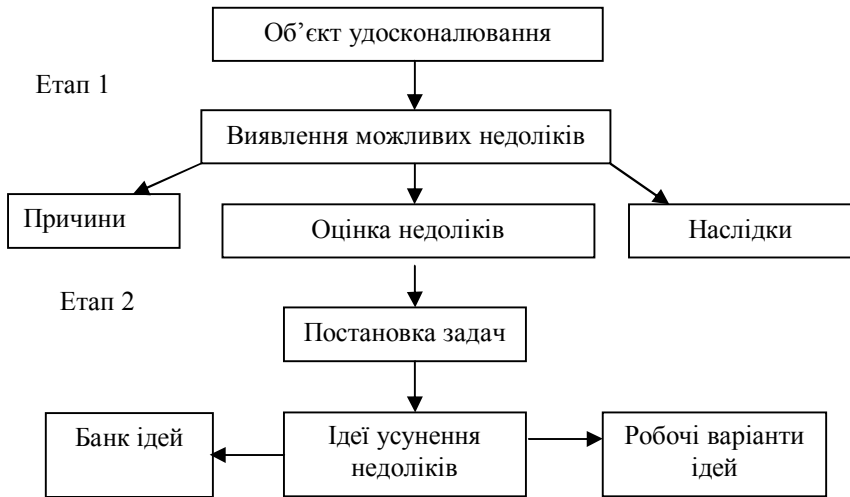 Об’єкт удосконалювання
Етап 1
Виявлення можливих недоліків
Причини
Оцінка недоліків
Наслідки
Етап 2
Постановка задач
Банк ідей
Ідеї усунення
недоліків
Робочі варіанти
ідей